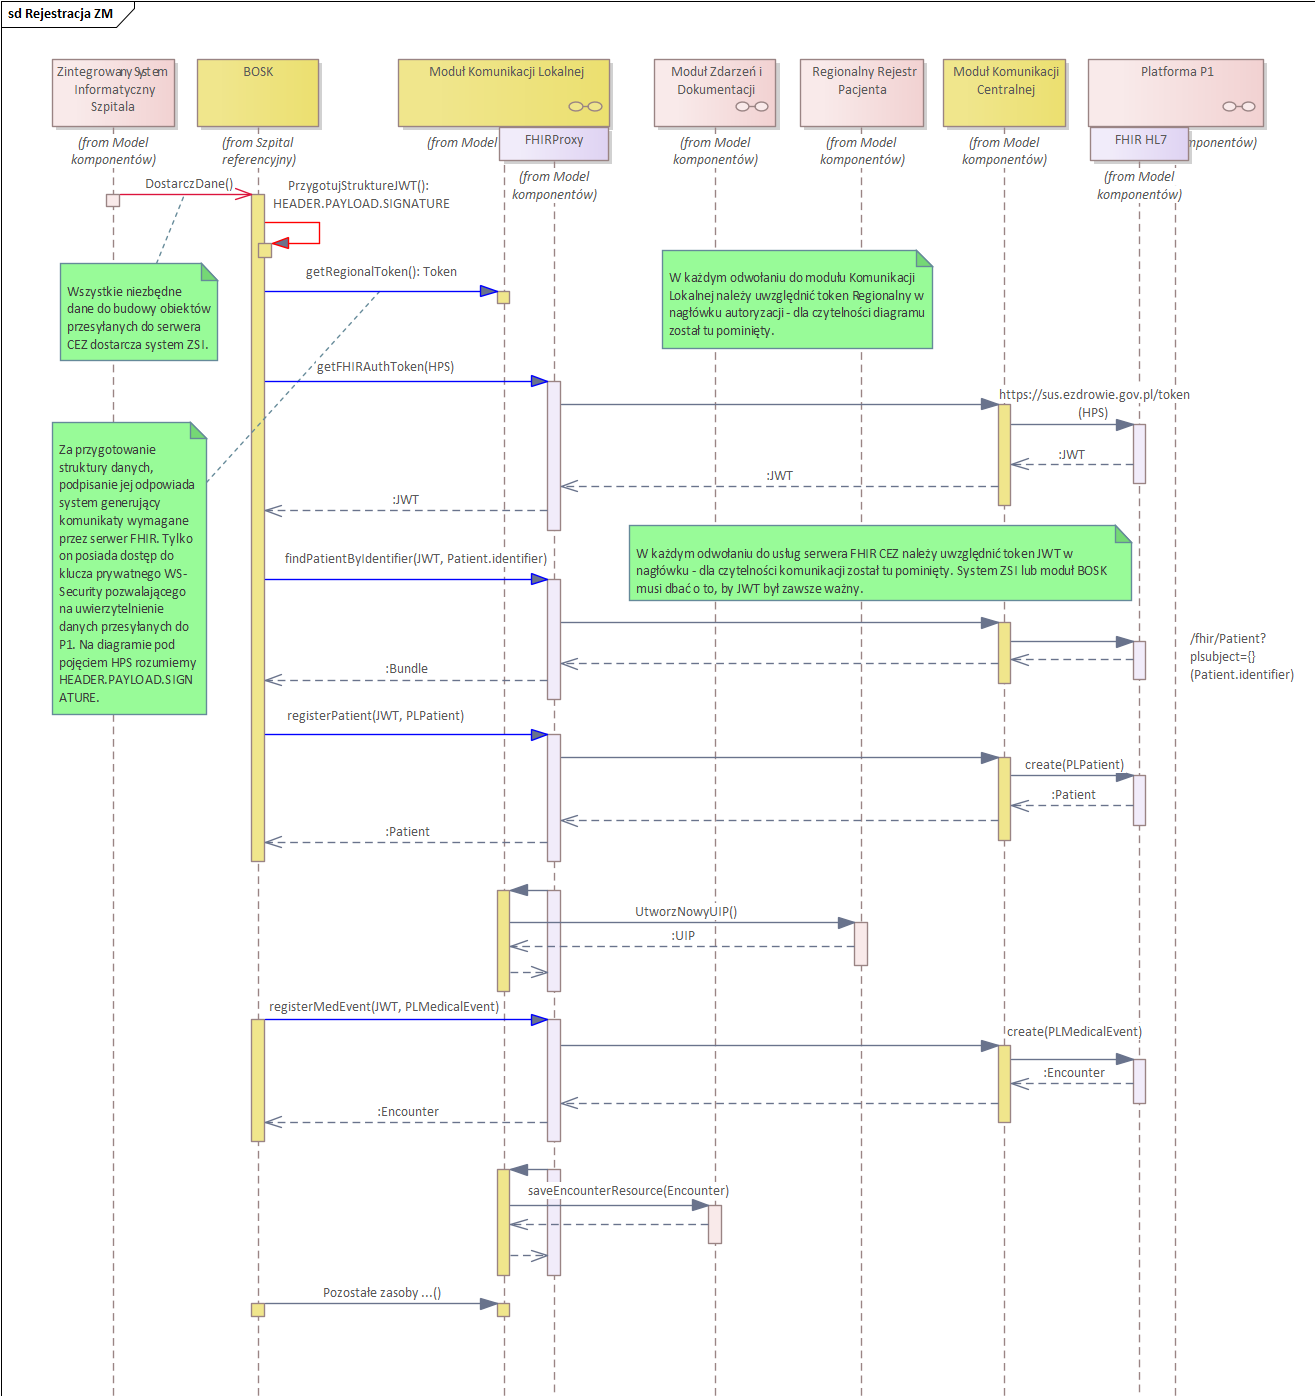 sd Rejestracja ZM
Zintegrowany System
Informatyczny
Szpitala
BOSK
Moduł Komunikacji Lokalnej
Moduł Zdarzeń i
Dokumentacji
Regionalny Rejestr
Pacjenta
Moduł Komunikacji
Centralnej
Platforma P1
(from Model
komponentów)
(from Szpital
referencyjny)
(from Model
FHIRProxy
(from Model
komponentów)
(from Model
komponentów)
(from Model
komponentów)
(from Model
komponentów)
FHIR HL7
mponentów)
(from Model
komponentów)
DostarczDane()
PrzygotujStruktureJWT():
HEADER.PAYLOAD.SIGNATURE
getRegionalToken(): Token
Wszystkie niezbędne
dane do budowy obiektów
przesyłanych do serwera
CEZ dostarcza system ZSI.
W każdym odwołaniu do modułu Komunikacji
Lokalnej należy uwzględnić token Regionalny w
nagłówku autoryzacji - dla czytelności diagramu
został tu pominięty.
getFHIRAuthToken(HPS)
https://sus.ezdrowie.gov.pl/token
(HPS)
:JWT
:JWT
:JWT
Za przygotowanie
struktury danych,
podpisanie jej odpowiada
system generujący
komunikaty wymagane
przez serwer FHIR. Tylko
on posiada dostęp do
klucza prywatnego WS-
Security pozwalającego
na uwierzytelnienie
danych przesyłanych do
P1. Na diagramie pod
pojęciem HPS rozumiemy
HEADER.PAYLOAD.SIGN
ATURE.
findPatientByIdentifier(JWT, Patient.identifier)
W każdym odwołaniu do usług serwera FHIR CEZ należy uwzględnić token JWT w
nagłówku - dla czytelności komunikacji został tu pominięty. System ZSI lub moduł BOSK
musi dbać o to, by JWT był zawsze ważny.
/fhir/Patient?
plsubject={}
(Patient.identifier)
:Bundle
registerPatient(JWT, PLPatient)
create(PLPatient)
:Patient
:Patient
UtworzNowyUIP()
:UIP
registerMedEvent(JWT, PLMedicalEvent)
create(PLMedicalEvent)
:Encounter
:Encounter
saveEncounterResource(Encounter)
Pozostałe zasoby ...()